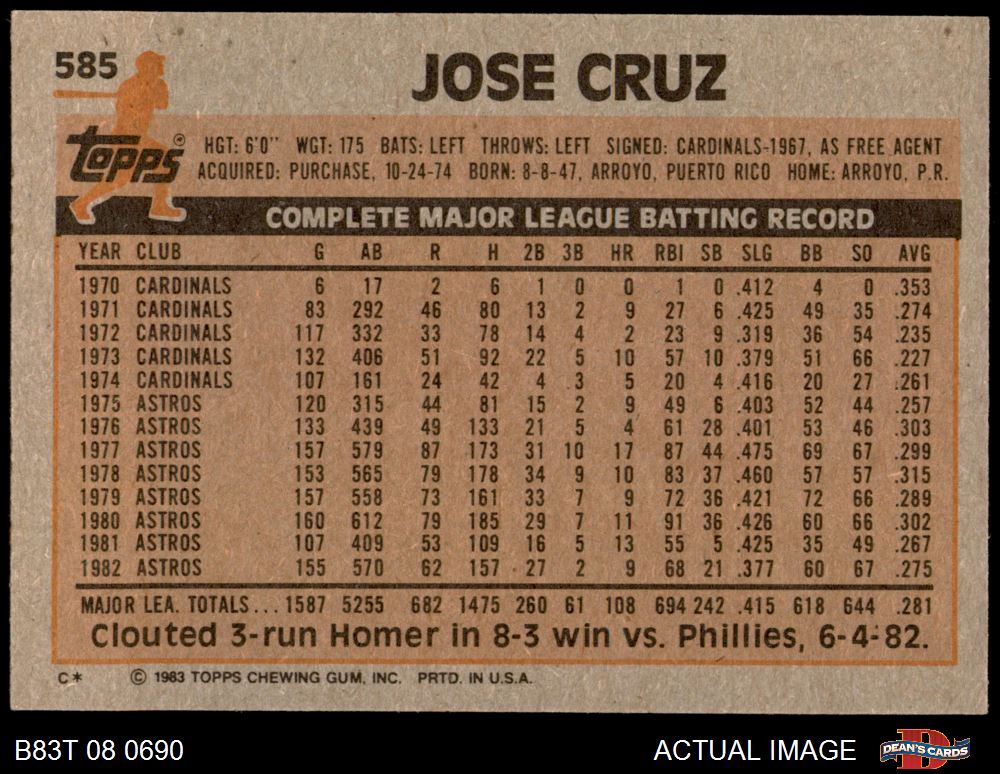 585 JOSE CRUZ
topps®
HGT: 6'0" WGT: 175 BATS: LEFT THROWS: LEFT SIGNED: CARDINALS-1967, AS FREE AGENT
ACQUIRED: PURCHASE, 10-24-74 BORN: 8-8-47, ARROYO, PUERTO RICO HOME: ARROYO, P.R.
COMPLETE MAJOR LEAGUE BATTING RECORD
YEAR CLUB G AB R H 2B 3B HR RBI SB SLG BB SO AVG
1970 CARDINALS 6 17 2 6 1 0 0 1 0 .412 4 0 .353
1971 CARDINALS 83 292 46 80 13 2 9 27 6 .425 49 35 .274
1972 CARDINALS 117 332 33 78 14 4 2 23 9 .319 36 54 .235
1973 CARDINALS 132 406 51 92 22 5 10 57 10 .379 51 66 .227
1974 CARDINALS 107 161 24 42 4 3 5 20 4 .416 20 27 .261
1975 ASTROS 120 315 44 81 15 2 9 49 6 .403 52 44 .257
1976 ASTROS 133 439 49 133 21 5 4 61 28 .401 53 46 .303
1977 ASTROS 157 579 87 173 31 10 17 87 44 .475 69 67 .299
1978 ASTROS 153 565 79 178 34 9 10 83 37 .460 57 57 .315
1979 ASTROS 157 558 73 161 33 7 9 72 36 .421 72 66 .289
1980 ASTROS 160 612 79 185 29 7 11 91 36 .426 60 66 .302
1981 ASTROS 107 409 53 109 16 5 13 55 5 .425 35 49 .267
1982 ASTROS 155 570 62 157 27 2 9 68 21 .377 60 67 .275
MAJOR LEA. TOTALS... 1587 5255 682 1475 260 61 108 694 242 .415 618 644 .281
Clouted 3-run Homer in 8-3 win vs. Phillies, 6-4-82.
C* © 1983 TOPPS CHEWING GUM, INC. PRTD. IN U.S.A.
B83T 08 0690 ACTUAL IMAGE DEAN'S CARDS